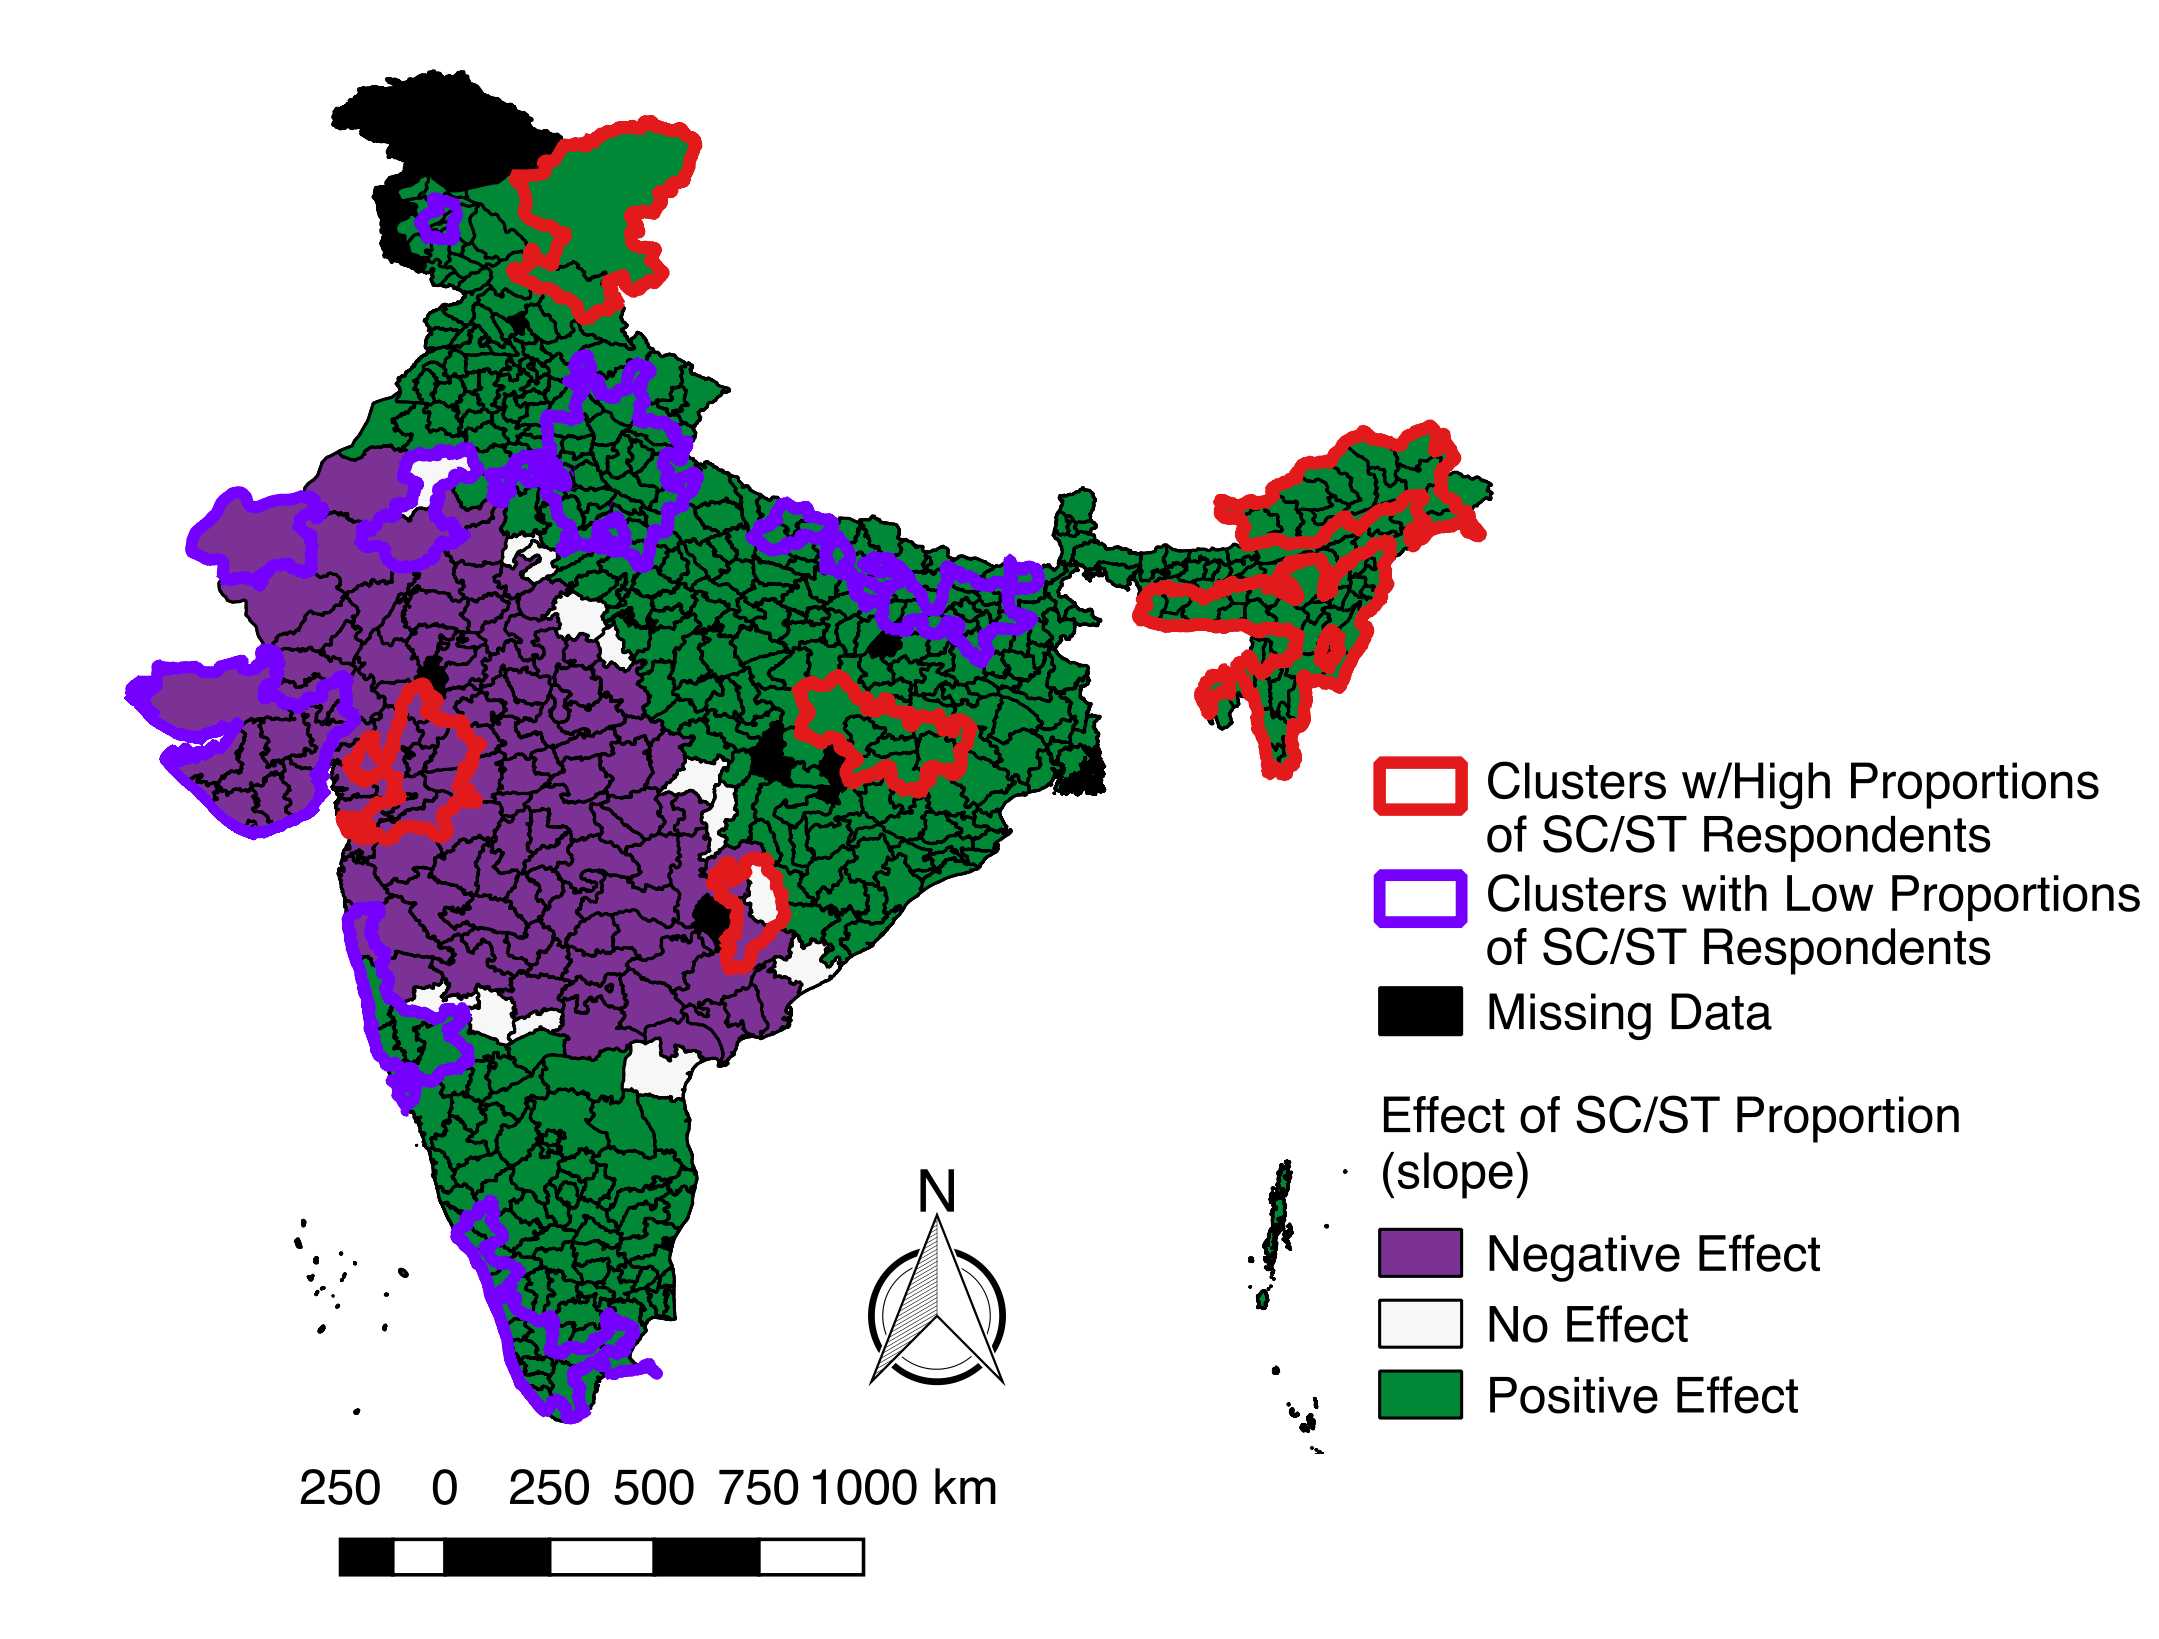 Clusters w/High Proportions
of SC/ST Respondents
Clusters with Low Proportions
of SC/ST Respondents
Missing Data
Effect of SC/ST Proportion
(slope)
Negative Effect
No Effect
Positive Effect
N
250 0 250 500 750 1000 km